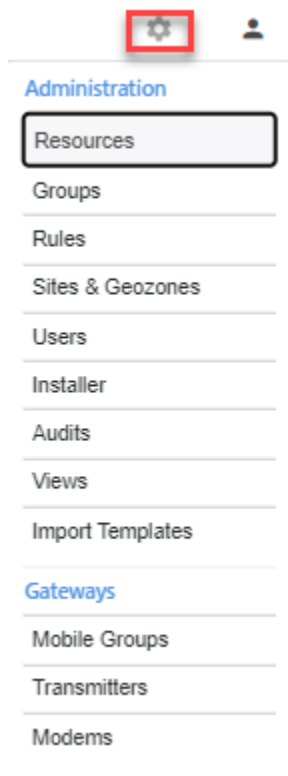 Administration
Resources
Groups
Rules
Sites & Geozones
Users
Installer
Audits
Views
Import Templates
Gateways
Mobile Groups
Transmitters
Modems